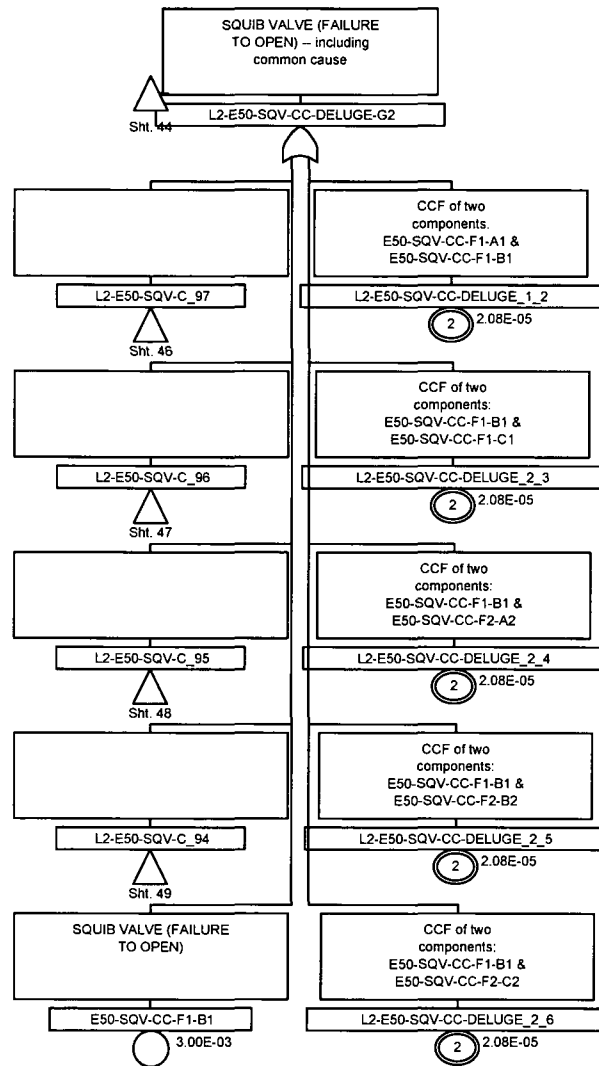 SQUIB VALVE (FAILURE
TO OPEN) -- including
common cause
L2-E50-SQV-CC-DELUGE-G2
Sht. 44
CCF of two
components.
E50-SQV-CC-F1-A1 &
E50-SQV-CC-F1-B1
L2-E50-SQV-C_97
L2-E50-SQV-CC-DELUGE_1_2
Sht. 46
2
2.08E-05
CCF of two
components:
E50-SQV-CC-F1-B1 &
E50-SQV-CC-F1-C1
L2-E50-SQV-C_96
L2-E50-SQV-CC-DELUGE_2_3
Sht. 47
2
2.08E-05
CCF of two
components:
E50-SQV-CC-F1-B1 &
E50-SQV-CC-F2-A2
L2-E50-SQV-C_95
L2-E50-SQV-CC-DELUGE_2_4
Sht. 48
2
2.08E-05
CCF of two
components:
E50-SQV-CC-F1-B1 &
E50-SQV-CC-F2-B2
L2-E50-SQV-C_94
L2-E50-SQV-CC-DELUGE_2_5
Sht. 49
2
2.08E-05
SQUIB VALVE (FAILURE
TO OPEN)
CCF of two
components:
E50-SQV-CC-F1-B1 &
E50-SQV-CC-F2-C2
E50-SQV-CC-F1-B1
L2-E50-SQV-CC-DELUGE_2_6
3.00E-03
2
2.08E-05